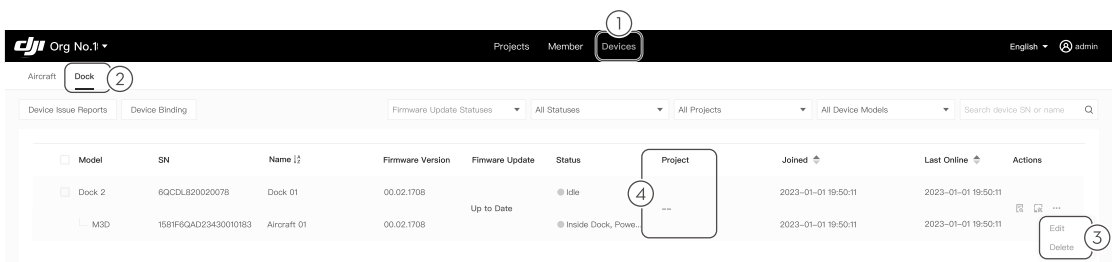 1
dji Org No.1
Projects Member Devices
English admin
Aircraft Dock 2
Device Issue Reports Device Binding Firmware Update Statuses All Statuses All Projects All Device Models Search device SN or name
Model SN Name Firmware Version Fimware Update Status Project Joined Last Online Actions
Dock 2 6QCDL820020078 Dock 01 00.02.1708 Idle 4 2023-01-01 19:50:11 2023-01-01 19:50:11
Up to Date -- ...
M3D 1581F6QAD23430010183 Aircraft 01 00.02.1708 Inside Dock, Powe... 2023-01-01 19:50:11 2023-01-01 19:50:11
Edit
3
Delete